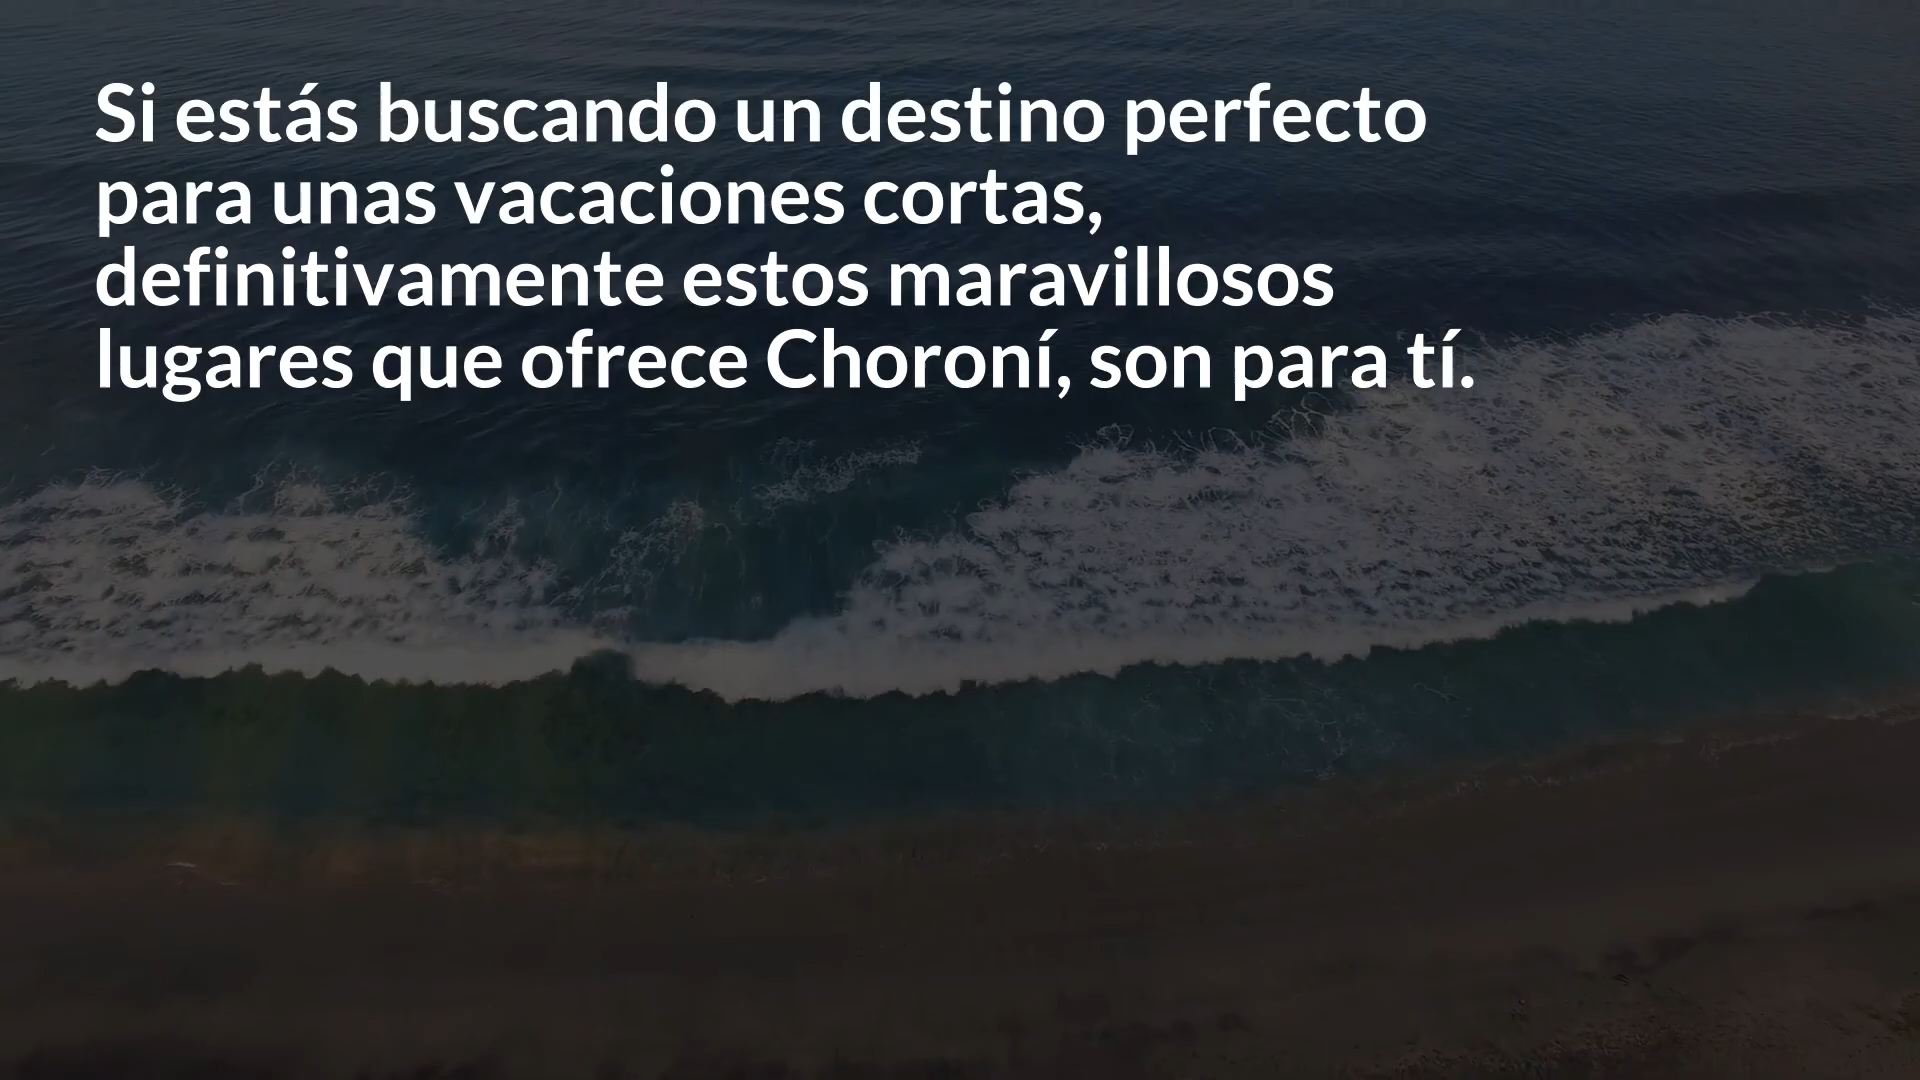 Si estás buscando un destino perfecto
para unas vacaciones cortas,
definitivamente estos maravillosos
lugares que ofrece Choroní, son para tí.